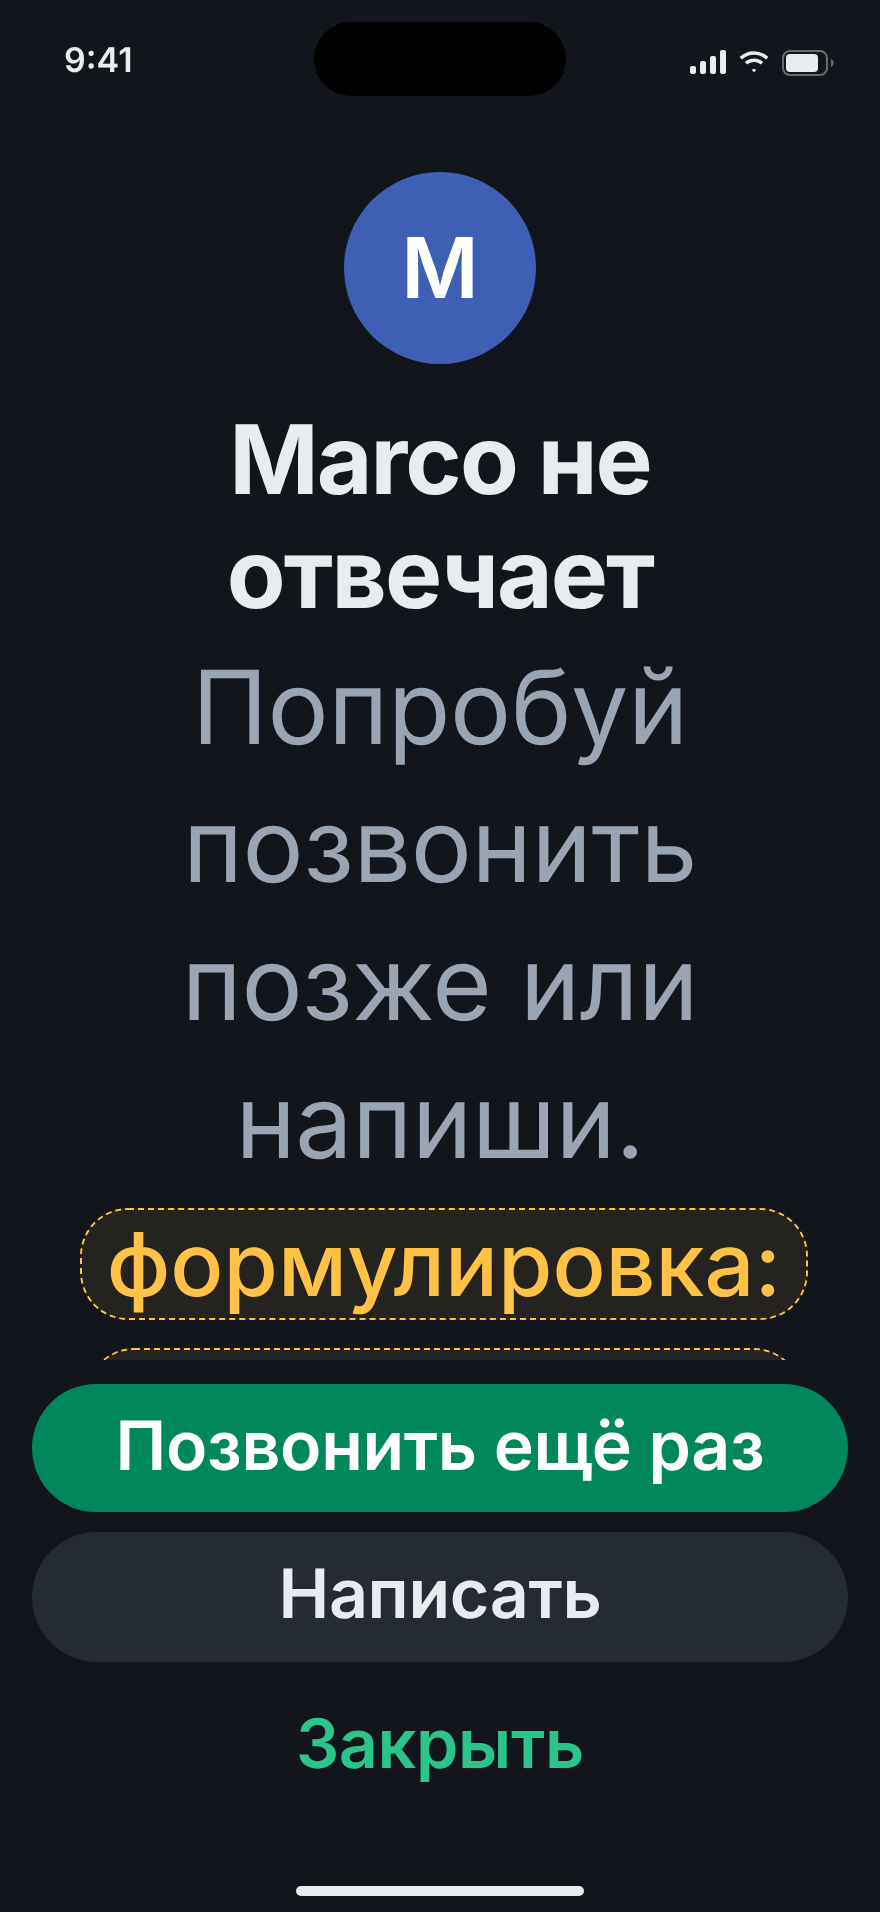 9:41
M
Marco не
отвечает
Попробуй
позвонить
позже или
напиши.
формулировка:
Позвонить ещё раз
Написать
Закрыть